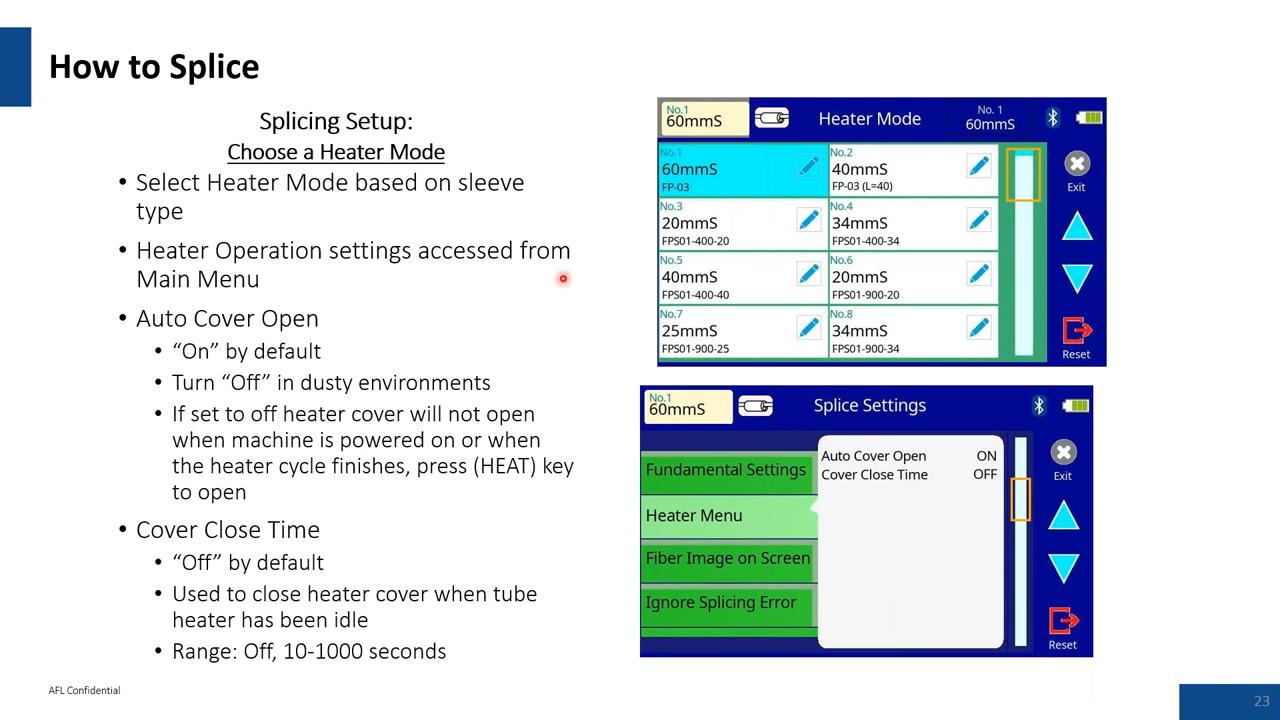 How to Splice
Splicing Setup:
Choose a Heater Mode
• Select Heater Mode based on sleeve
type
• Heater Operation settings accessed from
Main Menu
• Auto Cover Open
• “On” by default
• Turn “Off” in dusty environments
• If set to off heater cover will not open
when machine is powered on or when
the heater cycle finishes, press (HEAT) key
to open
• Cover Close Time
• “Off” by default
• Used to close heater cover when tube
heater has been idle
• Range: Off, 10-1000 seconds
No.1
60mmS
Heater Mode
No. 1
60mmS
No.1
60mmS
FP-03
No.2
40mmS
FP-03 (L=40)
No.3
20mmS
FPS01-400-20
No.4
34mmS
FPS01-400-34
No.5
40mmS
FPS01-400-40
No.6
20mmS
FPS01-900-20
No.7
25mmS
FPS01-900-25
No.8
34mmS
FPS01-900-34
Exit
Reset
No.1
60mmS
Splice Settings
Fundamental Settings
Heater Menu
Fiber Image on Screen
Ignore Splicing Error
Auto Cover Open ON
Cover Close Time OFF
Exit
Reset
AFL Confidential
23